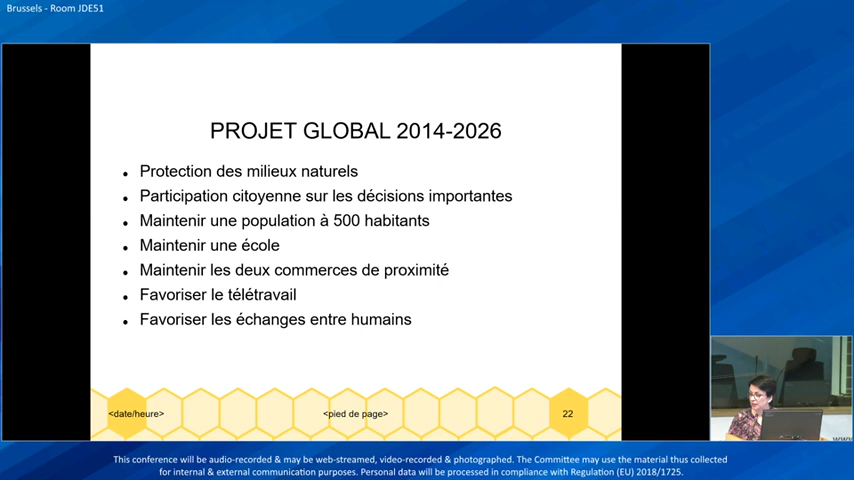 Brussels - Room JDE51
PROJET GLOBAL 2014-2026
Protection des milieux naturels
Participation citoyenne sur les décisions importantes
Maintenir une population à 500 habitants
Maintenir une école
Maintenir les deux commerces de proximité
Favoriser le télétravail
Favoriser les échanges entre humains
<date/heure>
<pied de page>
22
This conference will be audio-recorded & may be web-streamed, video-recorded & photographed. The Committee may use the material thus collected
for internal & external communication purposes. Personal data will be processed in compliance with Regulation (EU) 2018/1725.